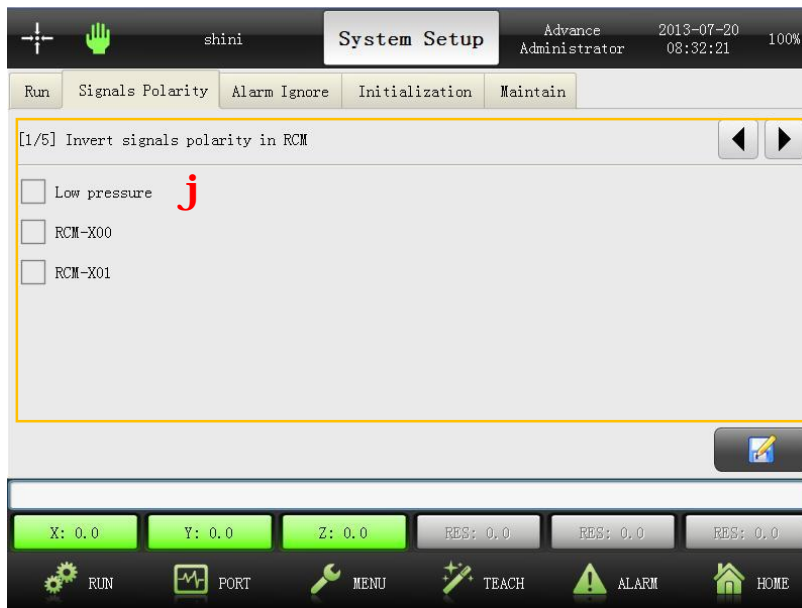 shini System Setup Advance Administrator 2013-07-20 08:32:21 100%
Run Signals Polarity Alarm Ignore Initialization Maintain
[1/5] Invert signals polarity in RCM
Low pressure j
RCM-X00
RCM-X01
X: 0.0 Y: 0.0 Z: 0.0 RES: 0.0 RES: 0.0 RES: 0.0
RUN PORT MENU TEACH ALARM HOME